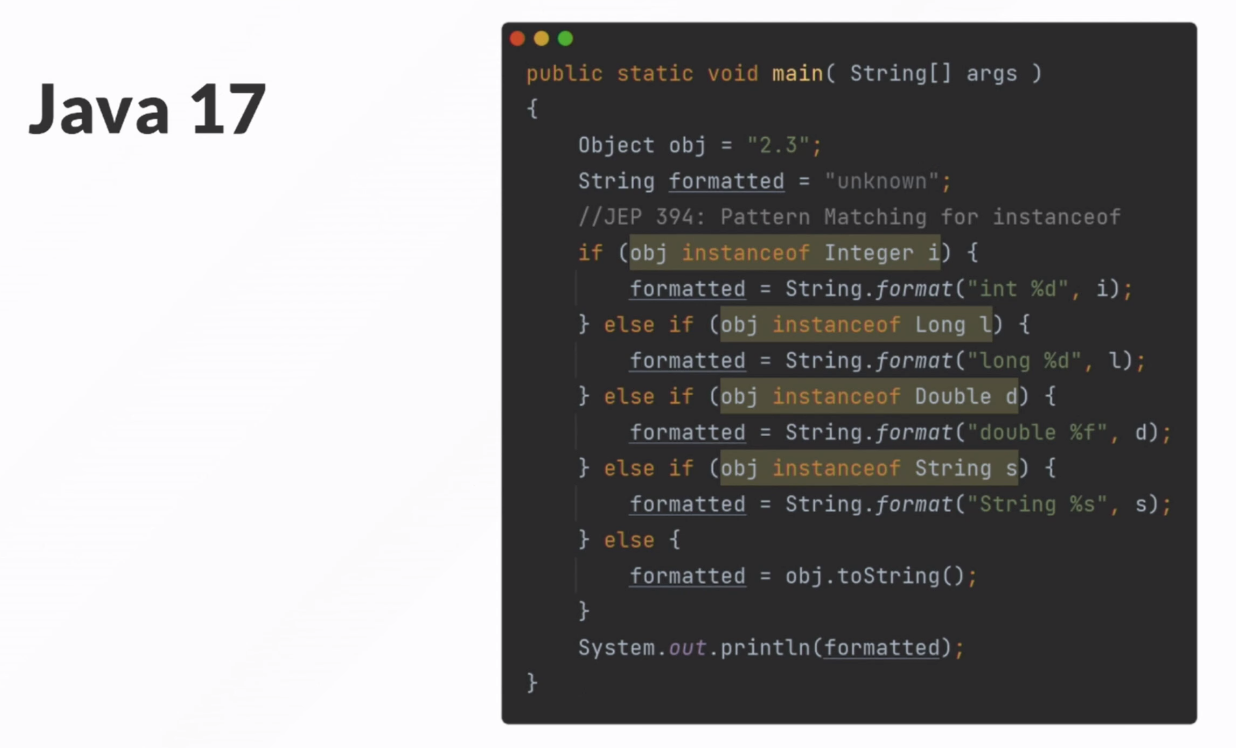 Java 17
public static void main( String[] args )
{
    Object obj = "2.3";
    String formatted = "unknown";
    //JEP 394: Pattern Matching for instanceof
    if (obj instanceof Integer i) {
        formatted = String.format("int %d", i);
    } else if (obj instanceof Long l) {
        formatted = String.format("long %d", l);
    } else if (obj instanceof Double d) {
        formatted = String.format("double %f", d);
    } else if (obj instanceof String s) {
        formatted = String.format("String %s", s);
    } else {
        formatted = obj.toString();
    }
    System.out.println(formatted);
}